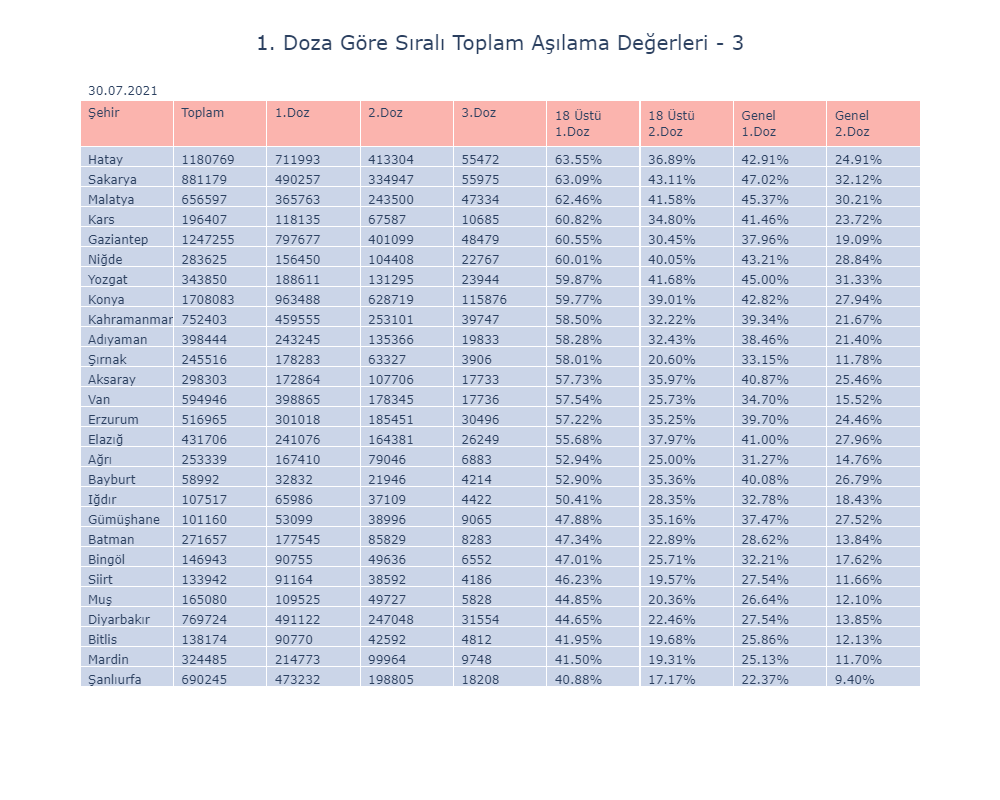 1. Doza Göre Sıralı Toplam Aşılama Değerleri - 3
30.07.2021
Şehir Toplam 1.Doz 2.Doz 3.Doz 18 Üstü 1.Doz 18 Üstü 2.Doz Genel 1.Doz Genel 2.Doz
Hatay 1180769 711993 413304 55472 63.55% 36.89% 42.91% 24.91%
Sakarya 881179 490257 334947 55975 63.09% 43.11% 47.02% 32.12%
Malatya 656597 365763 243500 47334 62.46% 41.58% 45.37% 30.21%
Kars 196407 118135 67587 10685 60.82% 34.80% 41.46% 23.72%
Gaziantep 1247255 797677 401099 48479 60.55% 30.45% 37.96% 19.09%
Niğde 283625 156450 104408 22767 60.01% 40.05% 43.21% 28.84%
Yozgat 343850 188611 131295 23944 59.87% 41.68% 45.00% 31.33%
Konya 1708083 963488 628719 115876 59.77% 39.01% 42.82% 27.94%
Kahramanmar 752403 459555 253101 39747 58.50% 32.22% 39.34% 21.67%
Adıyaman 398444 243245 135366 19833 58.28% 32.43% 38.46% 21.40%
Şırnak 245516 178283 63327 3906 58.01% 20.60% 33.15% 11.78%
Aksaray 298303 172864 107706 17733 57.73% 35.97% 40.87% 25.46%
Van 594946 398865 178345 17736 57.54% 25.73% 34.70% 15.52%
Erzurum 516965 301018 185451 30496 57.22% 35.25% 39.70% 24.46%
Elazığ 431706 241076 164381 26249 55.68% 37.97% 41.00% 27.96%
Ağrı 253339 167410 79046 6883 52.94% 25.00% 31.27% 14.76%
Bayburt 58992 32832 21946 4214 52.90% 35.36% 40.08% 26.79%
Iğdır 107517 65986 37109 4422 50.41% 28.35% 32.78% 18.43%
Gümüşhane 101160 53099 38996 9065 47.88% 35.16% 37.47% 27.52%
Batman 271657 177545 85829 8283 47.34% 22.89% 28.62% 13.84%
Bingöl 146943 90755 49636 6552 47.01% 25.71% 32.21% 17.62%
Siirt 133942 91164 38592 4186 46.23% 19.57% 27.54% 11.66%
Muş 165080 109525 49727 5828 44.85% 20.36% 26.64% 12.10%
Diyarbakır 769724 491122 247048 31554 44.65% 22.46% 27.54% 13.85%
Bitlis 138174 90770 42592 4812 41.95% 19.68% 25.86% 12.13%
Mardin 324485 214773 99964 9748 41.50% 19.31% 25.13% 11.70%
Şanlıurfa 690245 473232 198805 18208 40.88% 17.17% 22.37% 9.40%